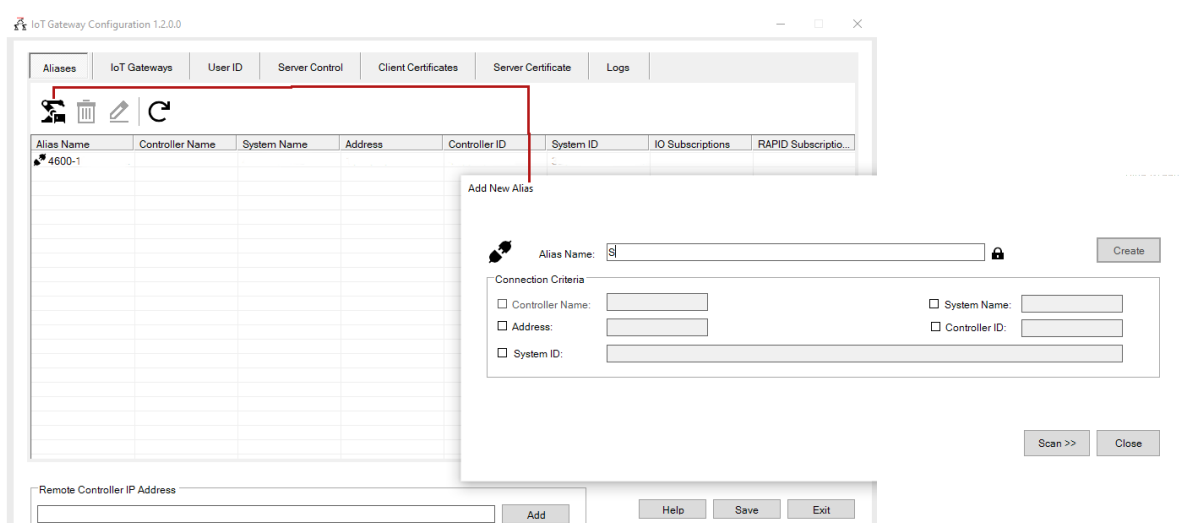 IoT Gateway Configuration 1.2.0.0
Aliases IoT Gateways User ID Server Control Client Certificates Server Certificate Logs
Alias Name Controller Name System Name Address Controller ID System ID IO Subscriptions RAPID Subscriptio...
4600-1
Add New Alias
Alias Name: S Create
Connection Criteria
Controller Name: System Name:
Address: Controller ID:
System ID:
Scan >> Close
Remote Controller IP Address
Add Help Save Exit